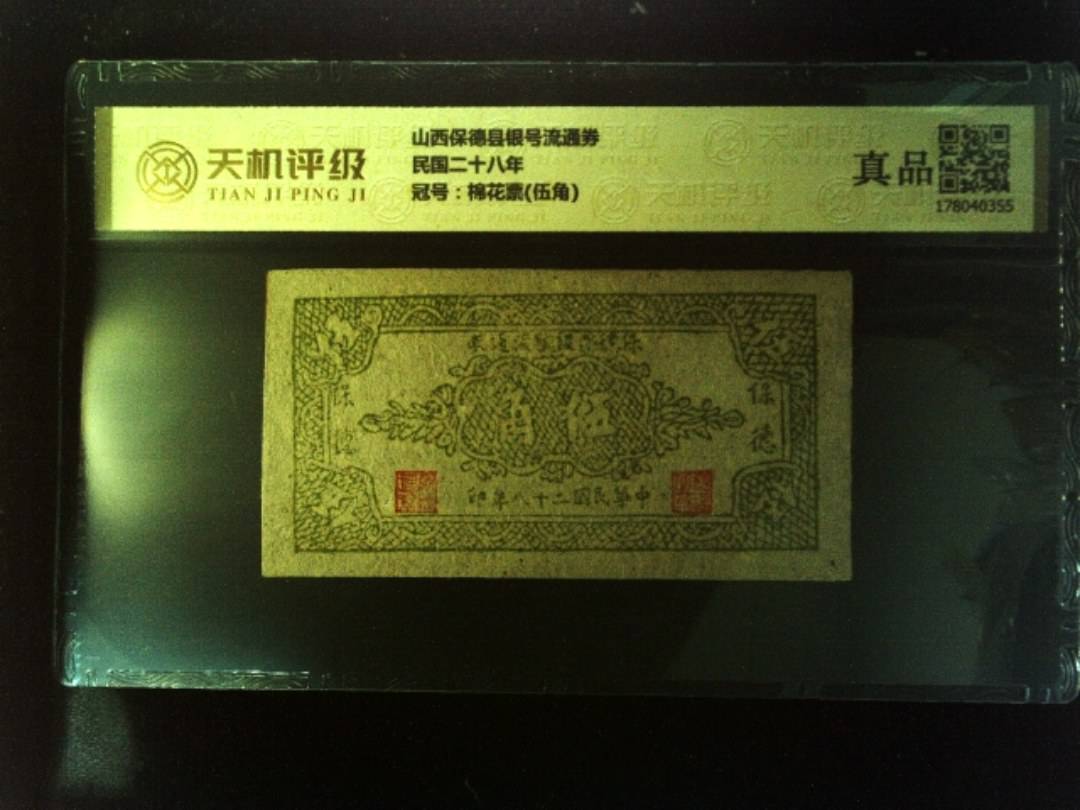 天机评级
TIAN JI PING JI
山西保德县银号流通券
民国二十八年
冠号：棉花票(伍角)
真品
178040355
角 伍
保德
印年八十二國民華中